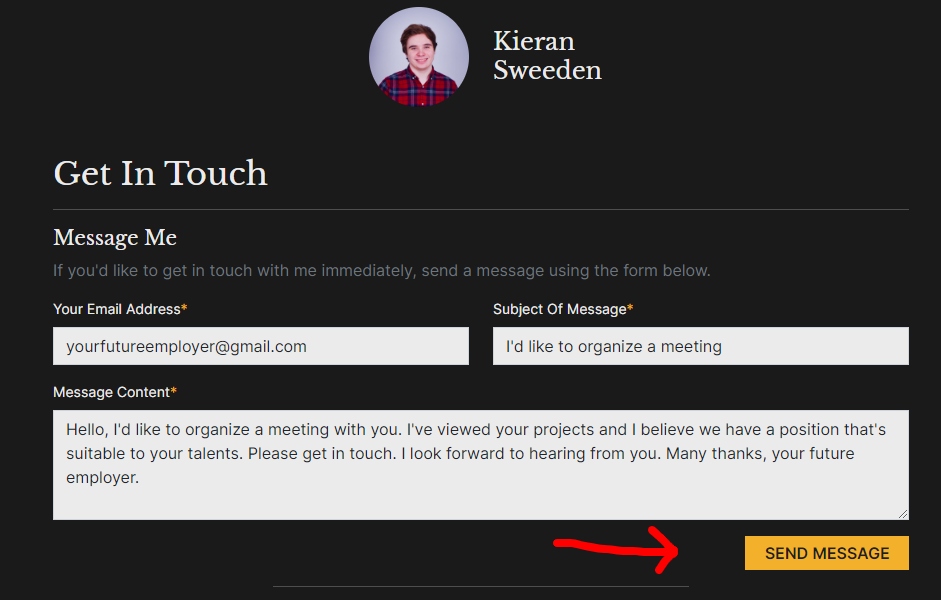 Kieran
Sweeden
Get In Touch
Message Me
If you'd like to get in touch with me immediately, send a message using the form below.
Your Email Address*
Subject Of Message*
yourfutureemployer@gmail.com
I'd like to organize a meeting
Message Content*
Hello, I'd like to organize a meeting with you. I've viewed your projects and I believe we have a position that's
suitable to your talents. Please get in touch. I look forward to hearing from you. Many thanks, your future
employer.
SEND MESSAGE